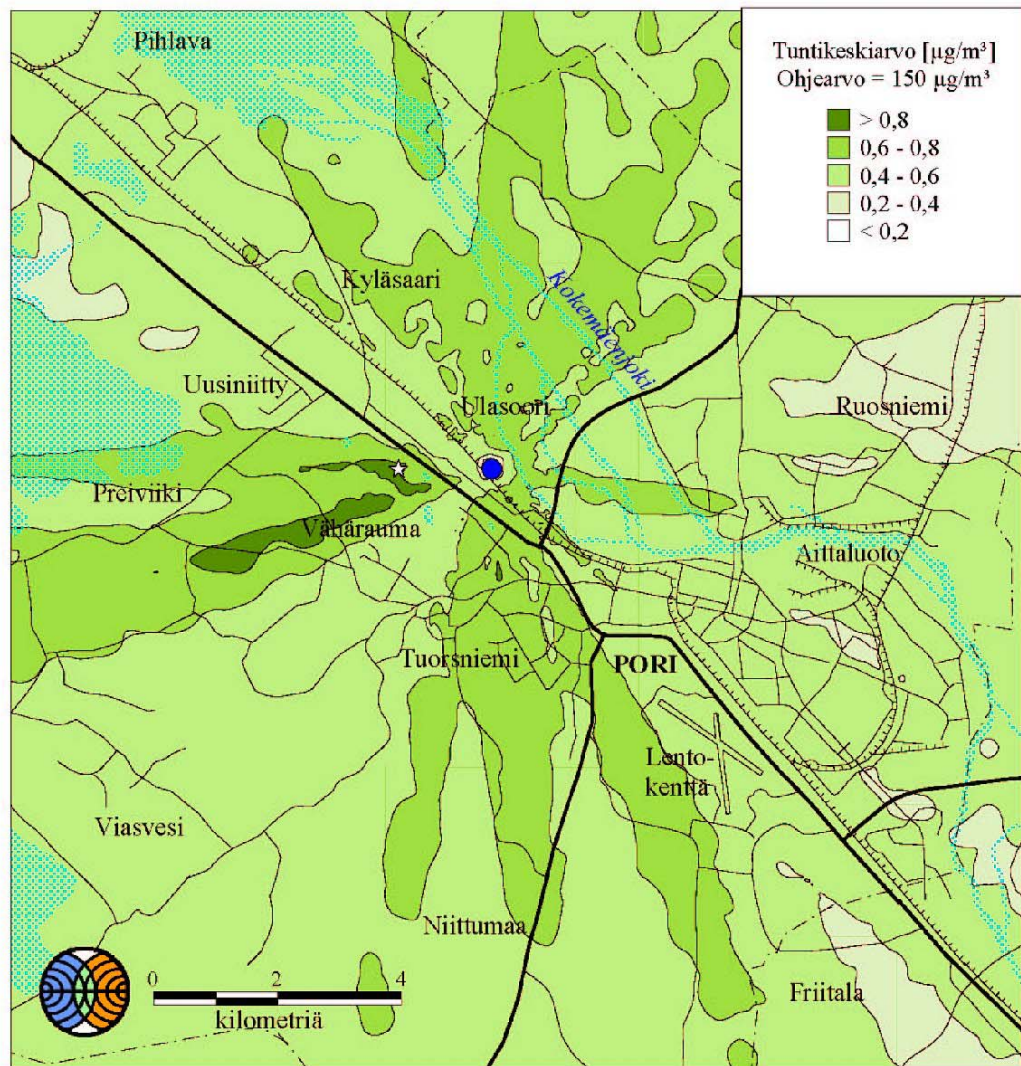 Pihlava
Tuntikeskiarvo [µg/m³]
Ohjearvo = 150 µg/m³
> 0,8
0,6 - 0,8
0,4 - 0,6
0,2 - 0,4
< 0,2
Kyläsaari
Kokemäenjoki
Uusiniitty
Ulasoori
Ruosniemi
Preiviiki
Vähärauma
Aittaluoto
Tuorsniemi
PORI
Lento-
kenttä
Viasvesi
Niittumaa
Friitala
0 2 4
kilometriä